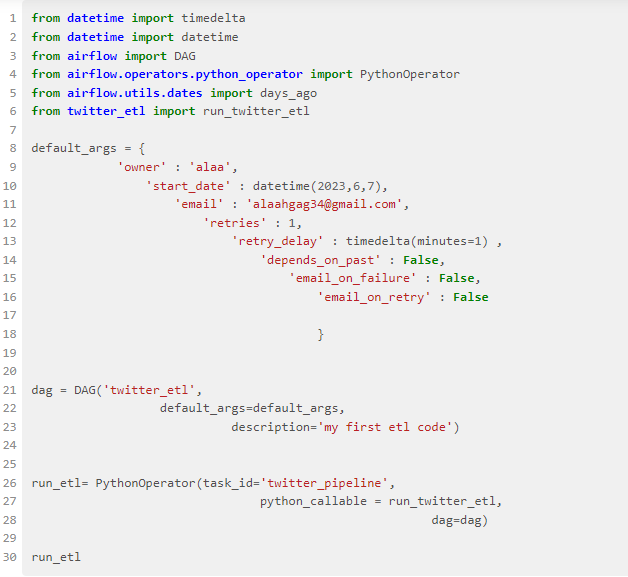 1 from datetime import timedelta
2 from datetime import datetime
3 from airflow import DAG
4 from airflow.operators.python_operator import PythonOperator
5 from airflow.utils.dates import days_ago
6 from twitter_etl import run_twitter_etl
7
8 default_args = {
9 'owner' : 'alaa',
10 'start_date' : datetime(2023,6,7),
11 'email' : 'alaahgag34@gmail.com',
12 'retries' : 1,
13 'retry_delay' : timedelta(minutes=1) ,
14 'depends_on_past' : False,
15 'email_on_failure' : False,
16 'email_on_retry' : False
17
18 }
19
20
21 dag = DAG('twitter_etl',
22 default_args=default_args,
23 description='my first etl code')
24
25
26 run_etl= PythonOperator(task_id='twitter_pipeline',
27 python_callable = run_twitter_etl,
28 dag=dag)
29
30 run_etl